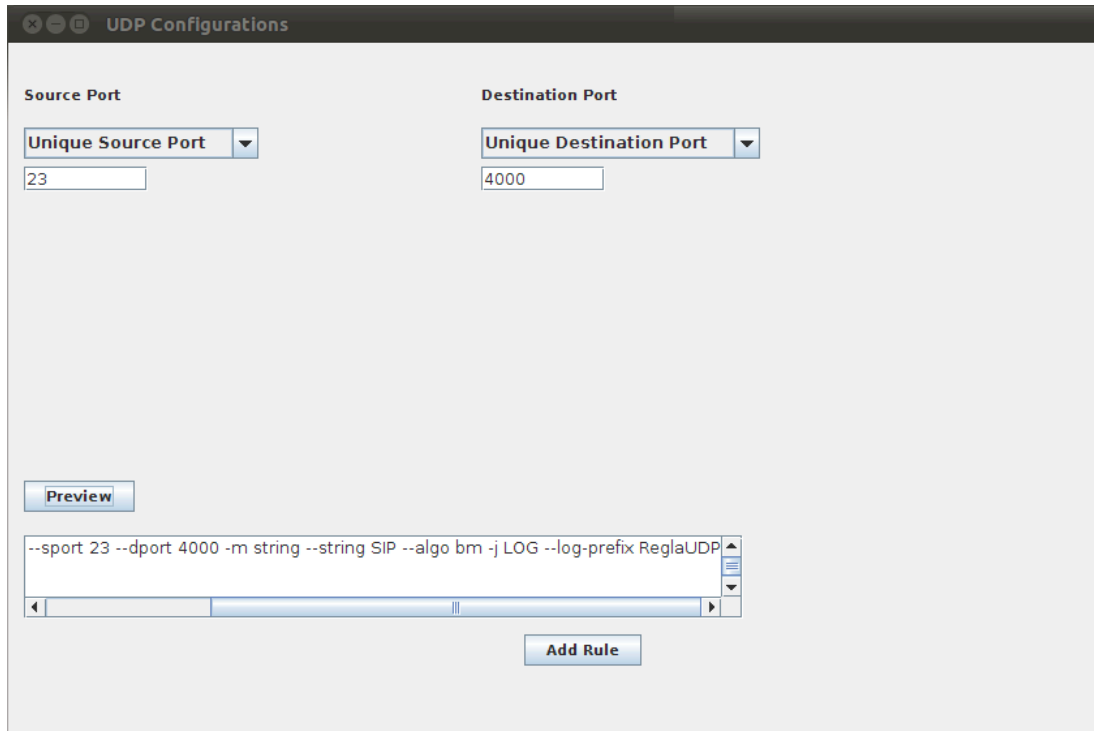 UDP Configurations
Source Port
Destination Port
Unique Source Port
Unique Destination Port
23
4000
Preview
--sport 23 --dport 4000 -m string --string SIP --algo bm -j LOG --log-prefix ReglaUDP
Add Rule